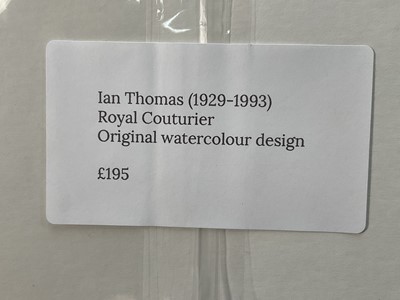 Ian Thomas (1929-1993)
Royal Couturier
Original watercolour design
£195